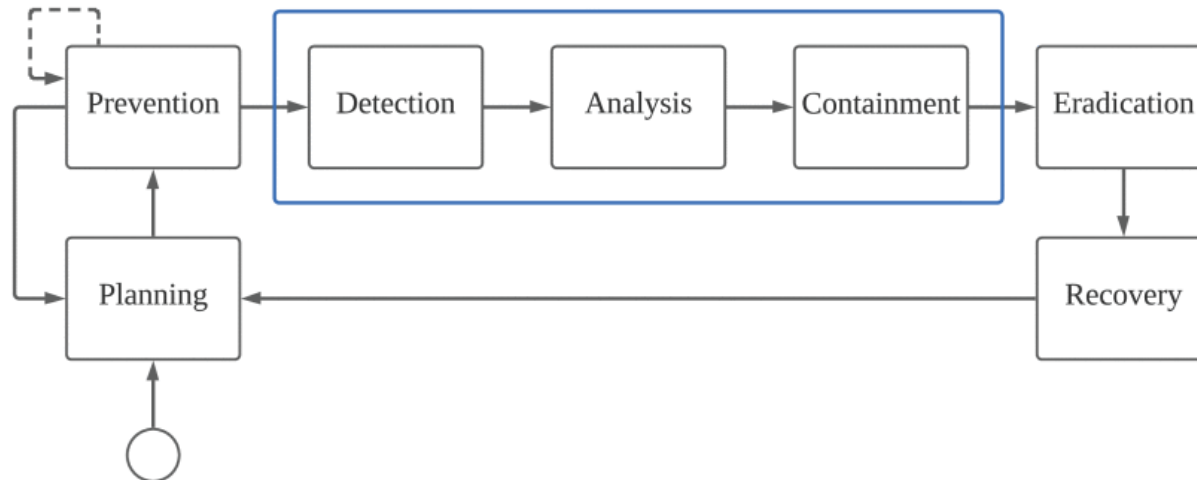 Prevention
Detection
Analysis
Containment
Eradication
Planning
Recovery